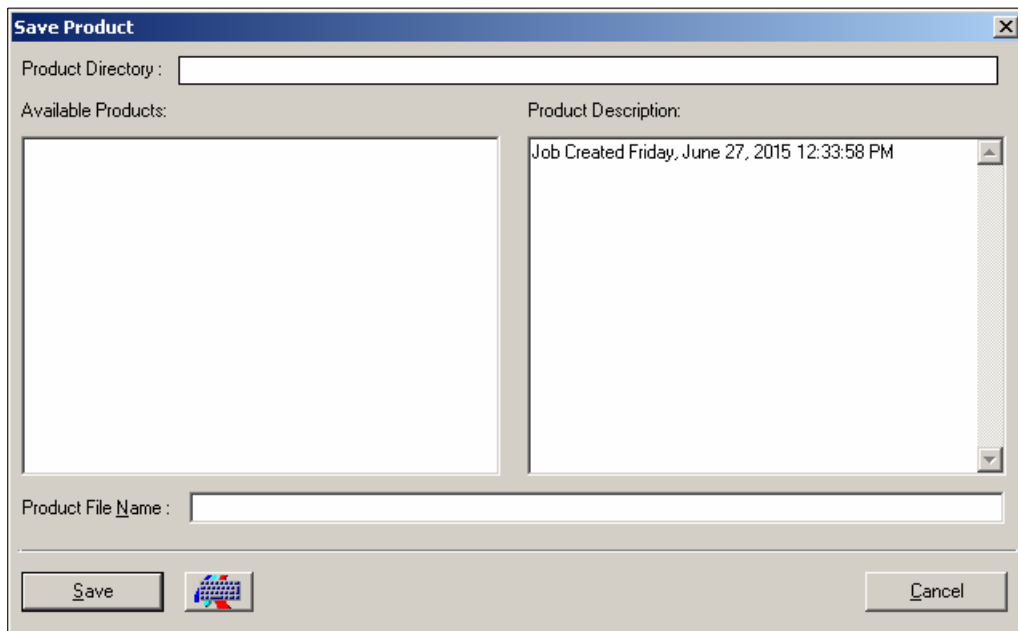 Save Product
Product Directory :
Available Products:
Product Description:
Job Created Friday, June 27, 2015 12:33:58 PM
Product File Name :
Save
Cancel